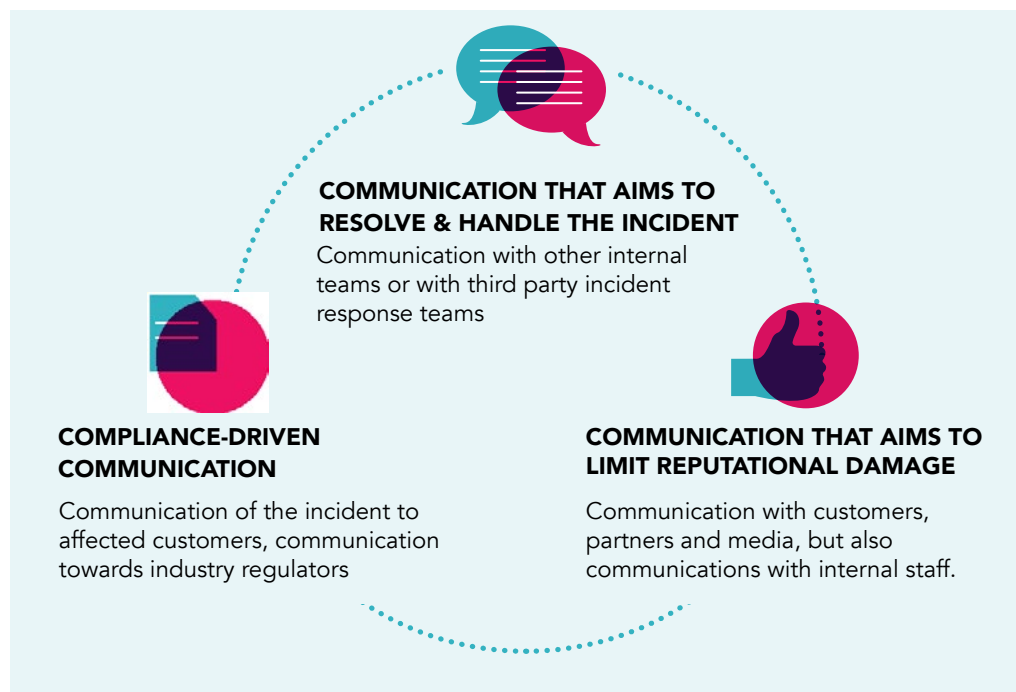 COMMUNICATION THAT AIMS TO
RESOLVE & HANDLE THE INCIDENT
Communication with other internal
teams or with third party incident
response teams
COMPLIANCE-DRIVEN
COMMUNICATION
Communication of the incident to
affected customers, communication
towards industry regulators
COMMUNICATION THAT AIMS TO
LIMIT REPUTATIONAL DAMAGE
Communication with customers,
partners and media, but also
communications with internal staff.